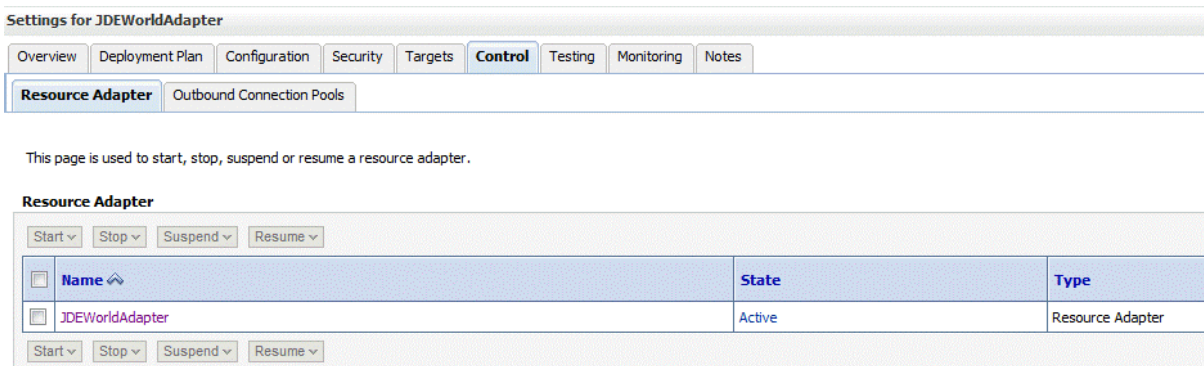 Settings for JDEWorldAdapter
Overview Deployment Plan Configuration Security Targets Control Testing Monitoring Notes
Resource Adapter Outbound Connection Pools
This page is used to start, stop, suspend or resume a resource adapter.
Resource Adapter
Start Stop Suspend Resume
Name State Type
JDEWorldAdapter Active Resource Adapter
Start Stop Suspend Resume